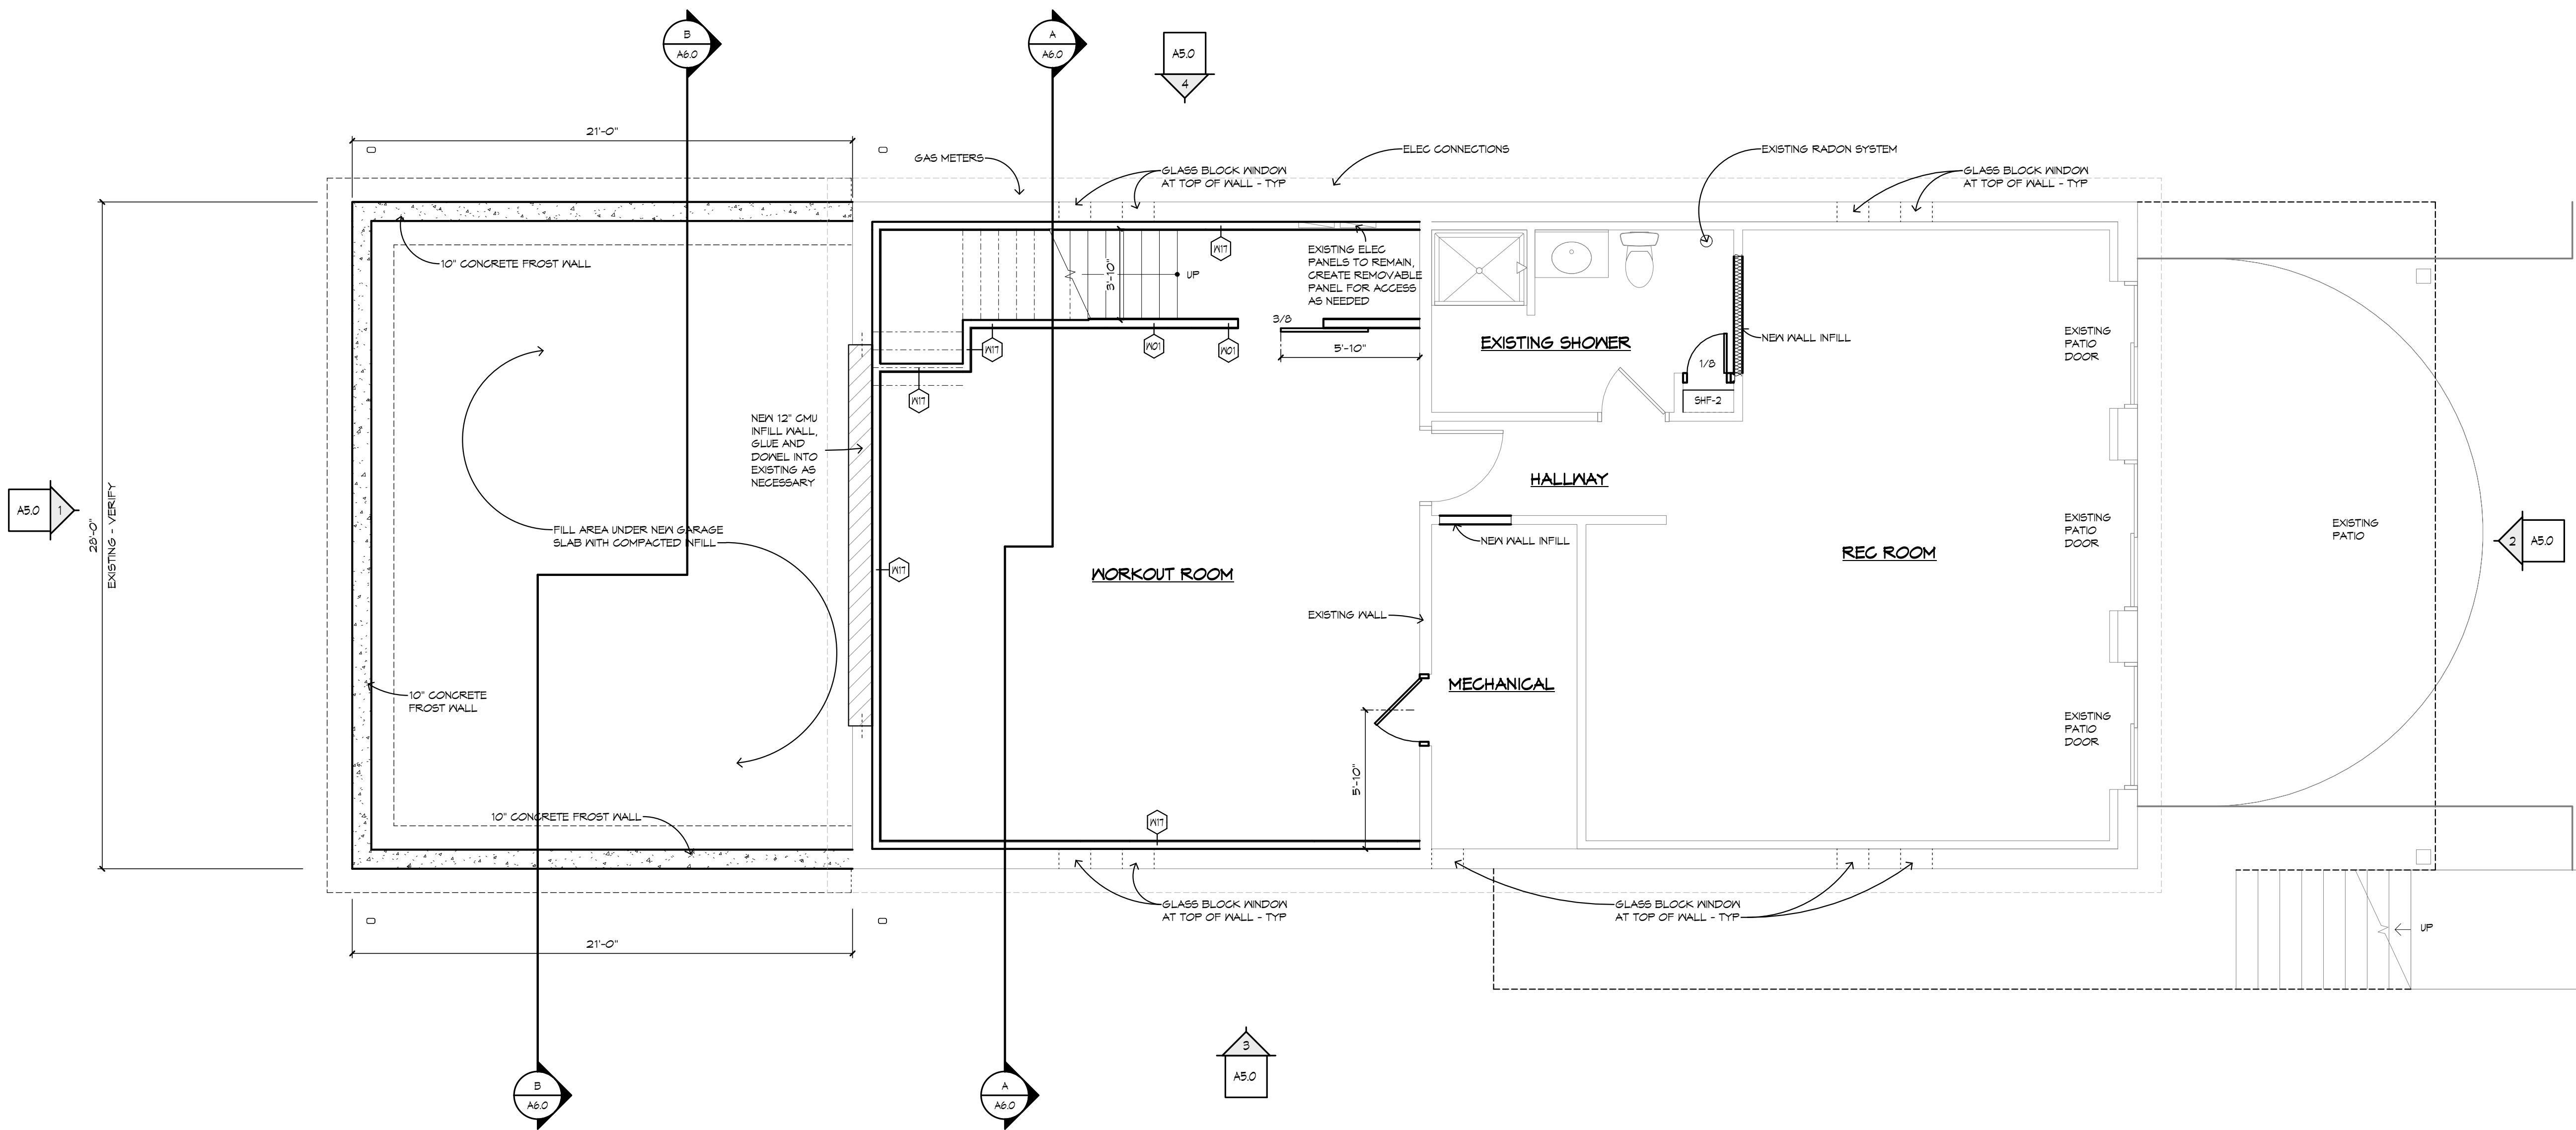 B
A6.0
A
A6.0
A5.0
4
21'-0"
GAS METERS
GLASS BLOCK WINDOW
AT TOP OF WALL - TYP
ELEC CONNECTIONS
EXISTING RADON SYSTEM
GLASS BLOCK WINDOW
AT TOP OF WALL - TYP
10" CONCRETE FROST WALL
W17
3'-10"
UP
EXISTING ELEC
PANELS TO REMAIN,
CREATE REMOVABLE
PANEL FOR ACCESS
AS NEEDED
3/8
5'-10"
W17
W01
W01
W17
EXISTING SHOWER
NEW WALL INFILL
1/8
SHF-2
EXISTING
PATIO
DOOR
NEW 12" CMU
INFILL WALL,
GLUE AND
DOWEL INTO
EXISTING AS
NECESSARY
HALLWAY
A5.0
1
28'-0"
EXISTING - VERIFY
FILL AREA UNDER NEW GARAGE
SLAB WITH COMPACTED INFILL
W17
WORKOUT ROOM
NEW WALL INFILL
REC ROOM
EXISTING
PATIO
DOOR
EXISTING
PATIO
2
A5.0
EXISTING WALL
MECHANICAL
10" CONCRETE
FROST WALL
EXISTING
PATIO
DOOR
5'-10"
10" CONCRETE FROST WALL
W17
GLASS BLOCK WINDOW
AT TOP OF WALL - TYP
GLASS BLOCK WINDOW
AT TOP OF WALL - TYP
UP
21'-0"
3
A5.0
B
A6.0
A
A6.0